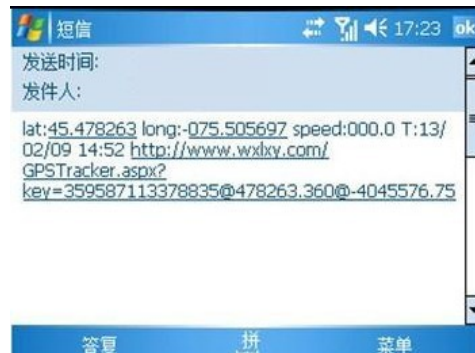 短信 17:23 ok
发送时间:
发件人:
lat:45.478263 long:-075.505697 speed:000.0 T:13/
02/09 14:52 http://www.wxlxy.com/
GPSTracker.aspx?
key=359587113378835@478263.360@-4045576.75
答复 拼 菜单